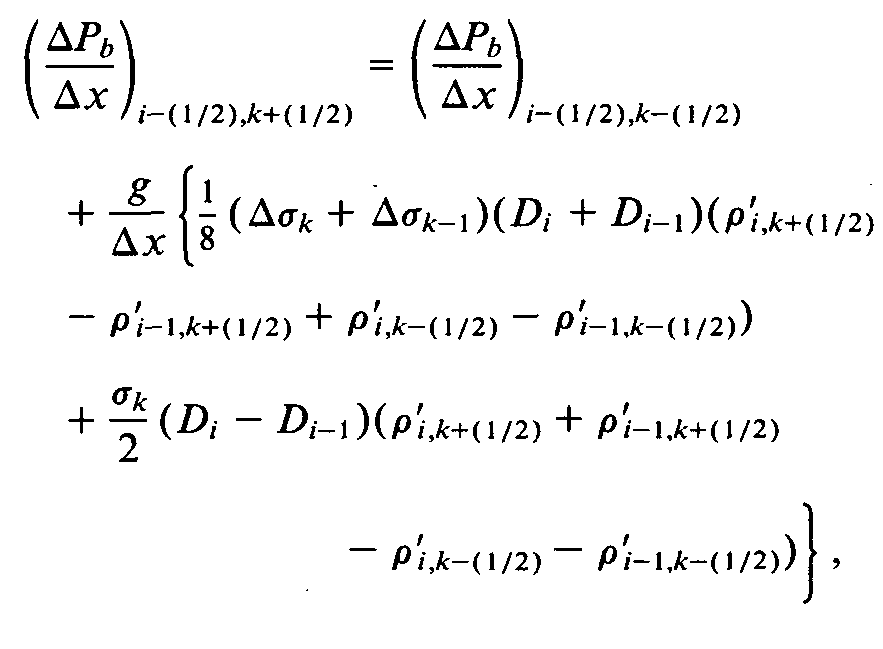 (ΔP_b/Δx)_{i−(1/2),k+(1/2)} = (ΔP_b/Δx)_{i−(1/2),k−(1/2)}
+ g/Δx {1/8 (Δσ_k + Δσ_{k−1})(D_i + D_{i−1})(ρ′_{i,k+(1/2)}
− ρ′_{i−1,k+(1/2)} + ρ′_{i,k−(1/2)} − ρ′_{i−1,k−(1/2)})
+ σ_k/2 (D_i − D_{i−1})(ρ′_{i,k+(1/2)} + ρ′_{i−1,k+(1/2)}
− ρ′_{i,k−(1/2)} − ρ′_{i−1,k−(1/2)})},